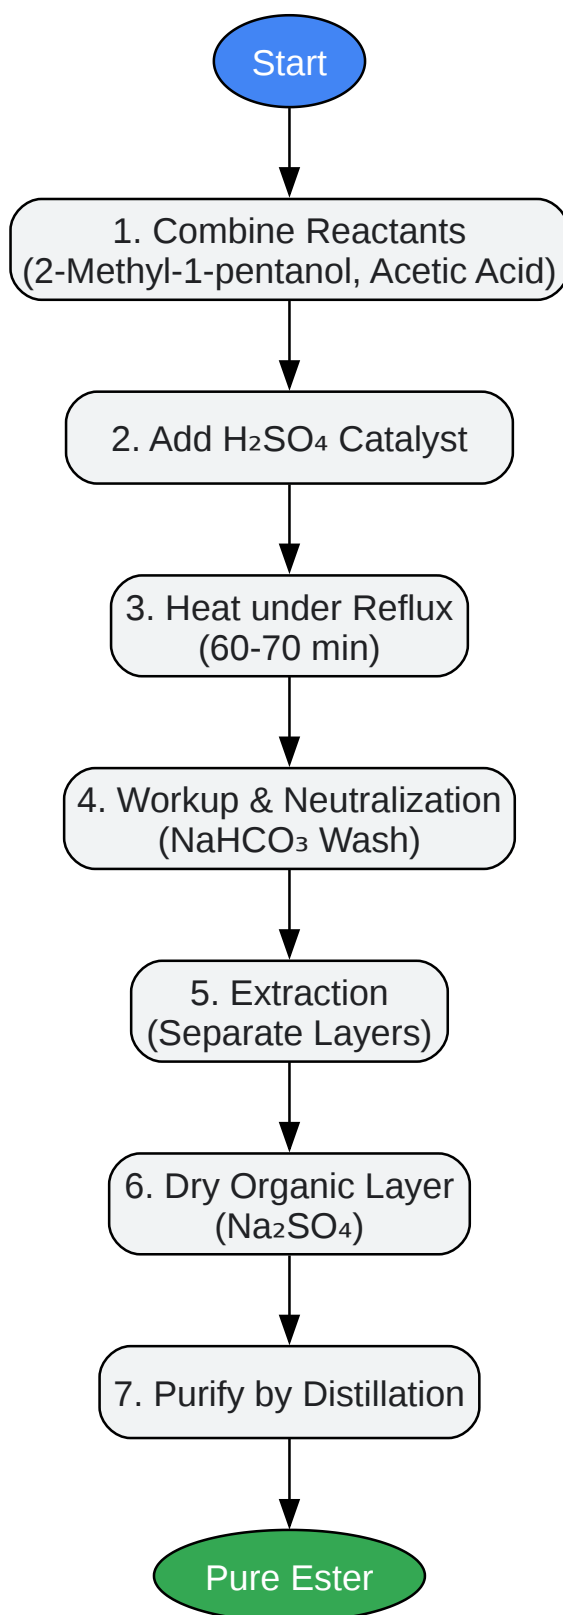 Start
1. Combine Reactants
(2-Methyl-1-pentanol, Acetic Acid)
2. Add H₂SO₄ Catalyst
3. Heat under Reflux
(60-70 min)
4. Workup & Neutralization
(NaHCO₃ Wash)
5. Extraction
(Separate Layers)
6. Dry Organic Layer
(Na₂SO₄)
7. Purify by Distillation
Pure Ester